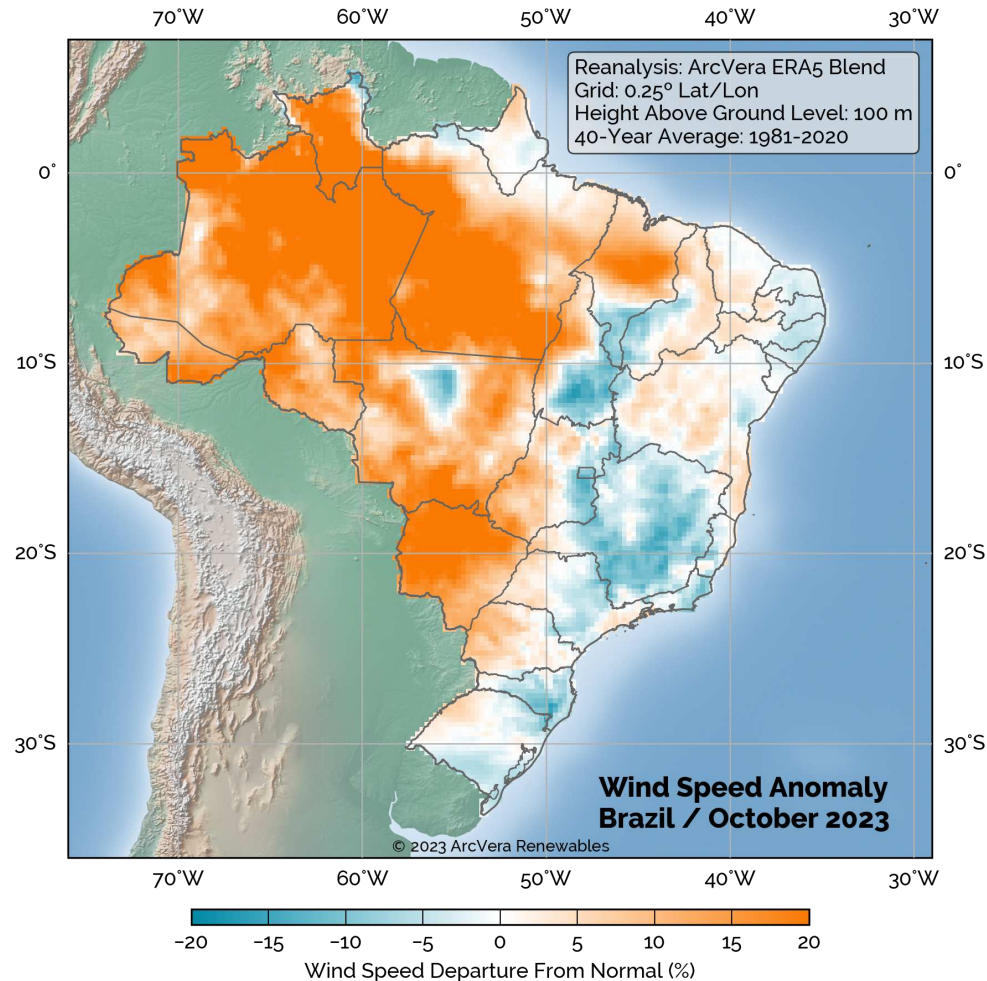 70°W 60°W 50°W 40°W 30°W
Reanalysis: ArcVera ERA5 Blend
Grid: 0.25º Lat/Lon
Height Above Ground Level: 100 m
40-Year Average: 1981-2020
0° 0°
10°S 10°S
20°S 20°S
30°S 30°S
Wind Speed Anomaly
Brazil / October 2023
© 2023 ArcVera Renewables
70°W 60°W 50°W 40°W 30°W
−20 −15 −10 −5 0 5 10 15 20
Wind Speed Departure From Normal (%)